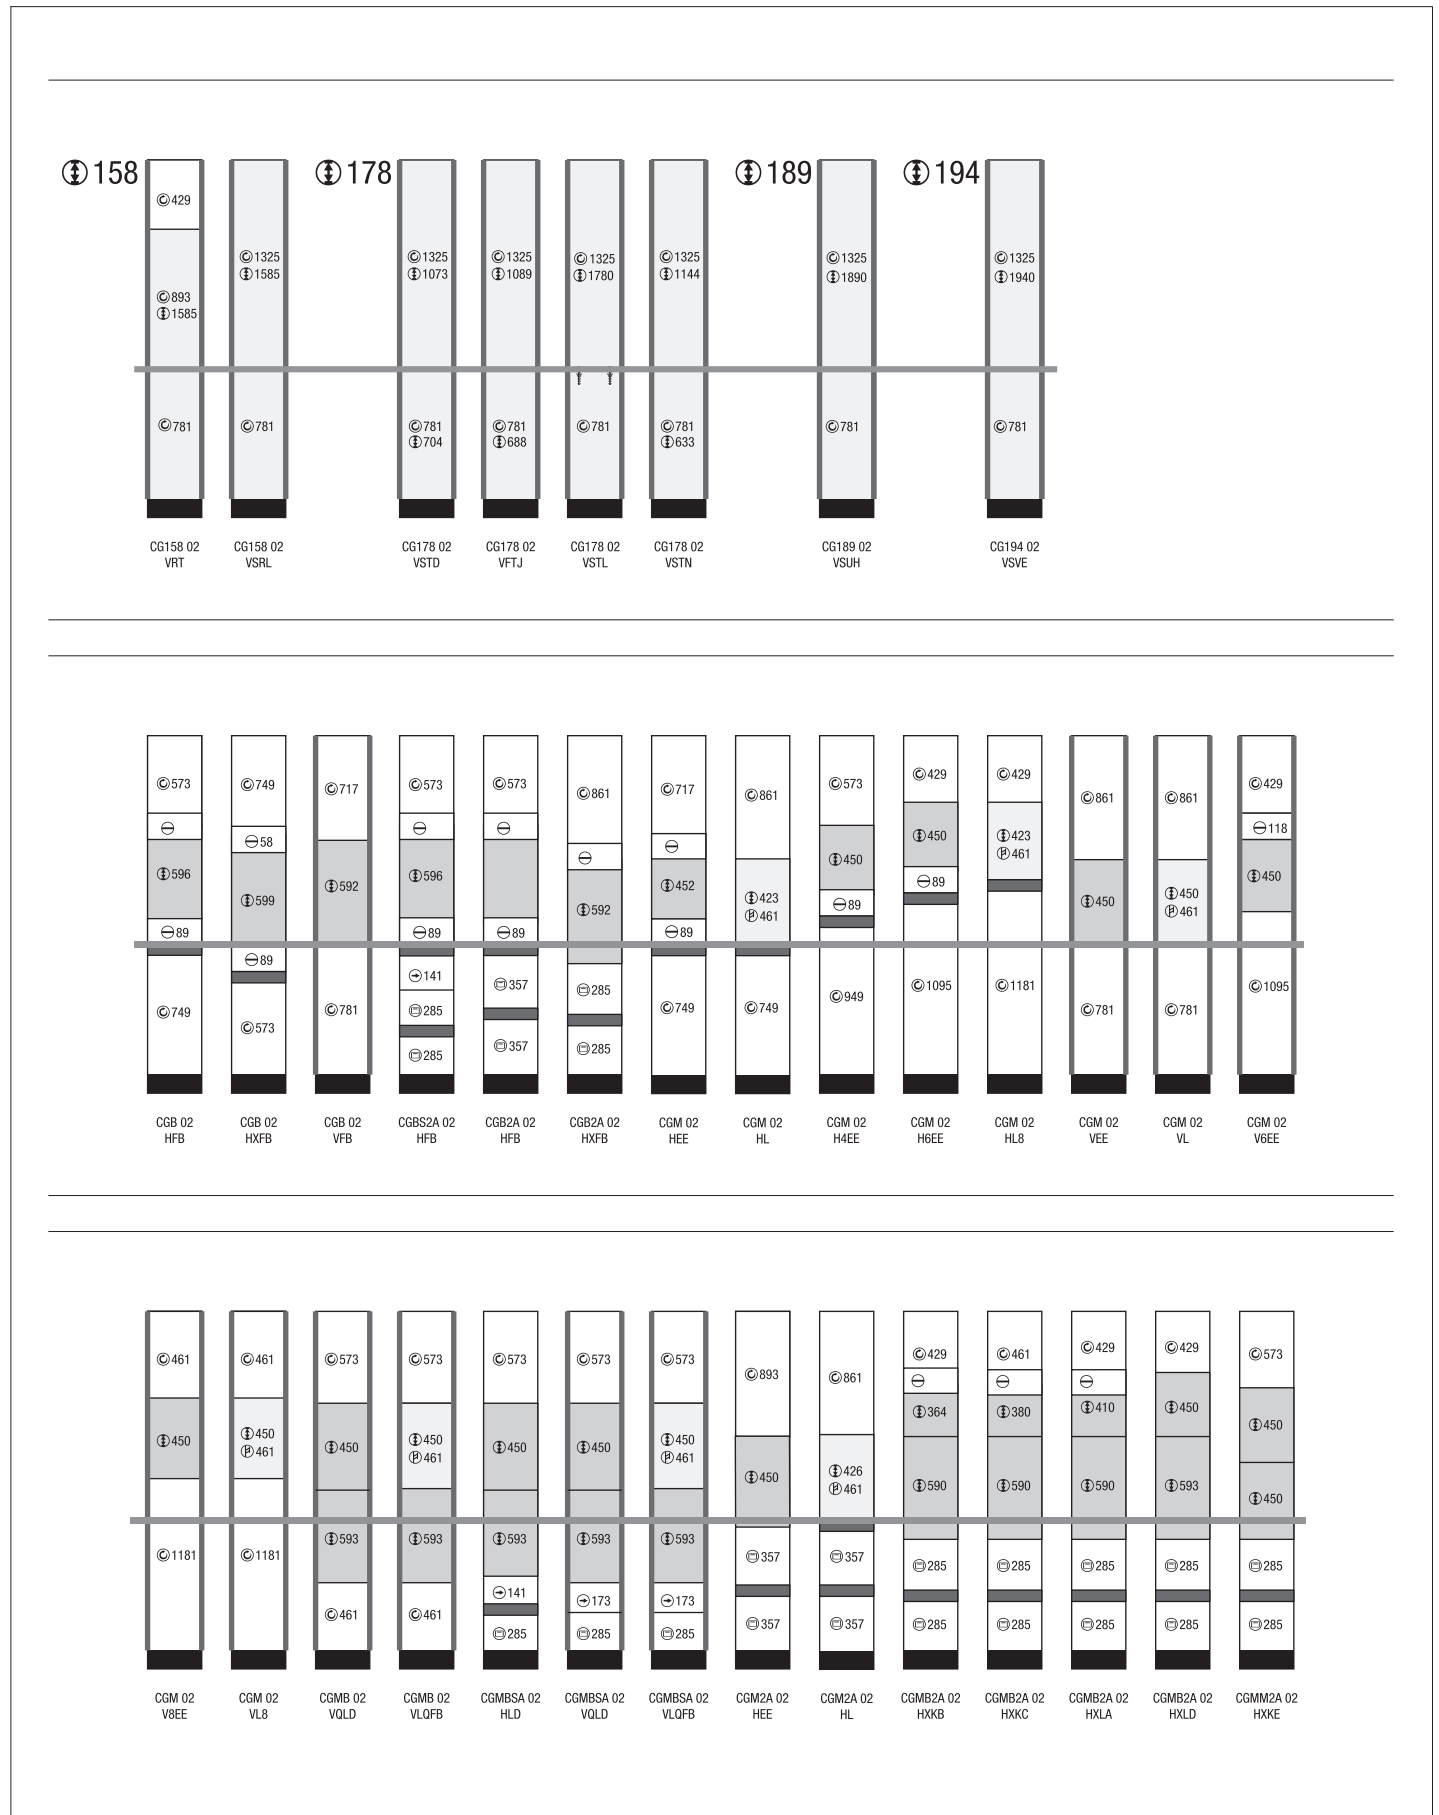 158
429
893
1585
781
CG158 02
VRT
1325
1585
781
CG158 02
VSRL
178
1325
1073
781
704
CG178 02
VSTD
1325
1089
781
688
CG178 02
VFTJ
1325
1780
781
CG178 02
VSTL
1325
1144
781
633
CG178 02
VSTN
189
1325
1890
781
CG189 02
VSUH
194
1325
1940
781
CG194 02
VSVE
573
596
89
749
CGB 02
HFB
749
58
599
89
573
CGB 02
HXFB
717
592
781
CGB 02
VFB
573
596
89
141
285
285
CGBS2A 02
HFB
573
89
357
357
CGB2A 02
HFB
861
592
285
285
CGB2A 02
HXFB
717
452
89
749
CGM 02
HEE
861
423
461
749
CGM 02
HL
573
450
89
949
CGM 02
H4EE
429
450
89
1095
CGM 02
H6EE
429
423
461
1181
CGM 02
HL8
861
450
781
CGM 02
VEE
861
450
461
781
CGM 02
VL
429
118
450
1095
CGM 02
V6EE
461
450
1181
CGM 02
V8EE
461
450
461
1181
CGM 02
VL8
573
450
593
461
CGMB 02
VQLD
573
450
461
593
461
CGMB 02
VLQFB
573
450
593
141
285
CGMBSA 02
HLD
573
450
593
173
285
CGMBSA 02
VQLD
573
450
461
593
173
285
CGMBSA 02
VLQFB
893
450
357
357
CGM2A 02
HEE
861
426
461
357
357
CGM2A 02
HL
429
364
590
285
285
CGMB2A 02
HXKB
461
380
590
285
285
CGMB2A 02
HXKC
429
410
590
285
285
CGMB2A 02
HXLA
429
450
593
285
285
CGMB2A 02
HXLD
573
450
450
285
285
CGMM2A 02
HXKE